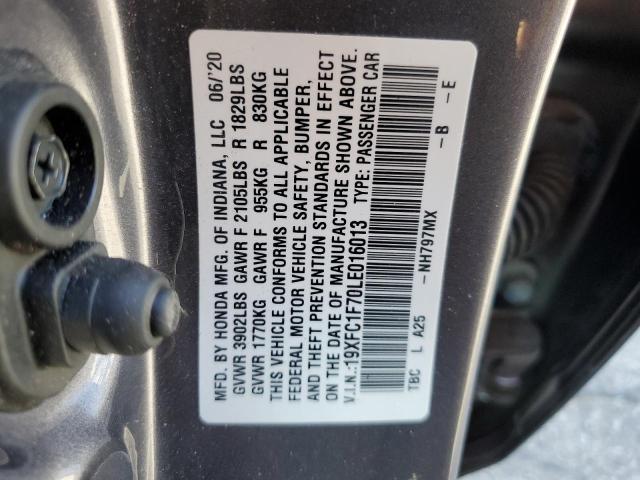 MFD. BY HONDA MFG. OF INDIANA, LLC 06/'20
GVWR 3902LBS GAWR F 2105LBS R 1829LBS
GVWR 1770KG GAWR F 955KG R 830KG
THIS VEHICLE CONFORMS TO ALL APPLICABLE
FEDERAL MOTOR VEHICLE SAFETY, BUMPER,
AND THEFT PREVENTION STANDARDS IN EFFECT
ON THE DATE OF MANUFACTURE SHOWN ABOVE.
V.I.N.:19XFC1F70LE016013 TYPE: PASSENGER CAR
TBC L A25 -NH797MX -B -E